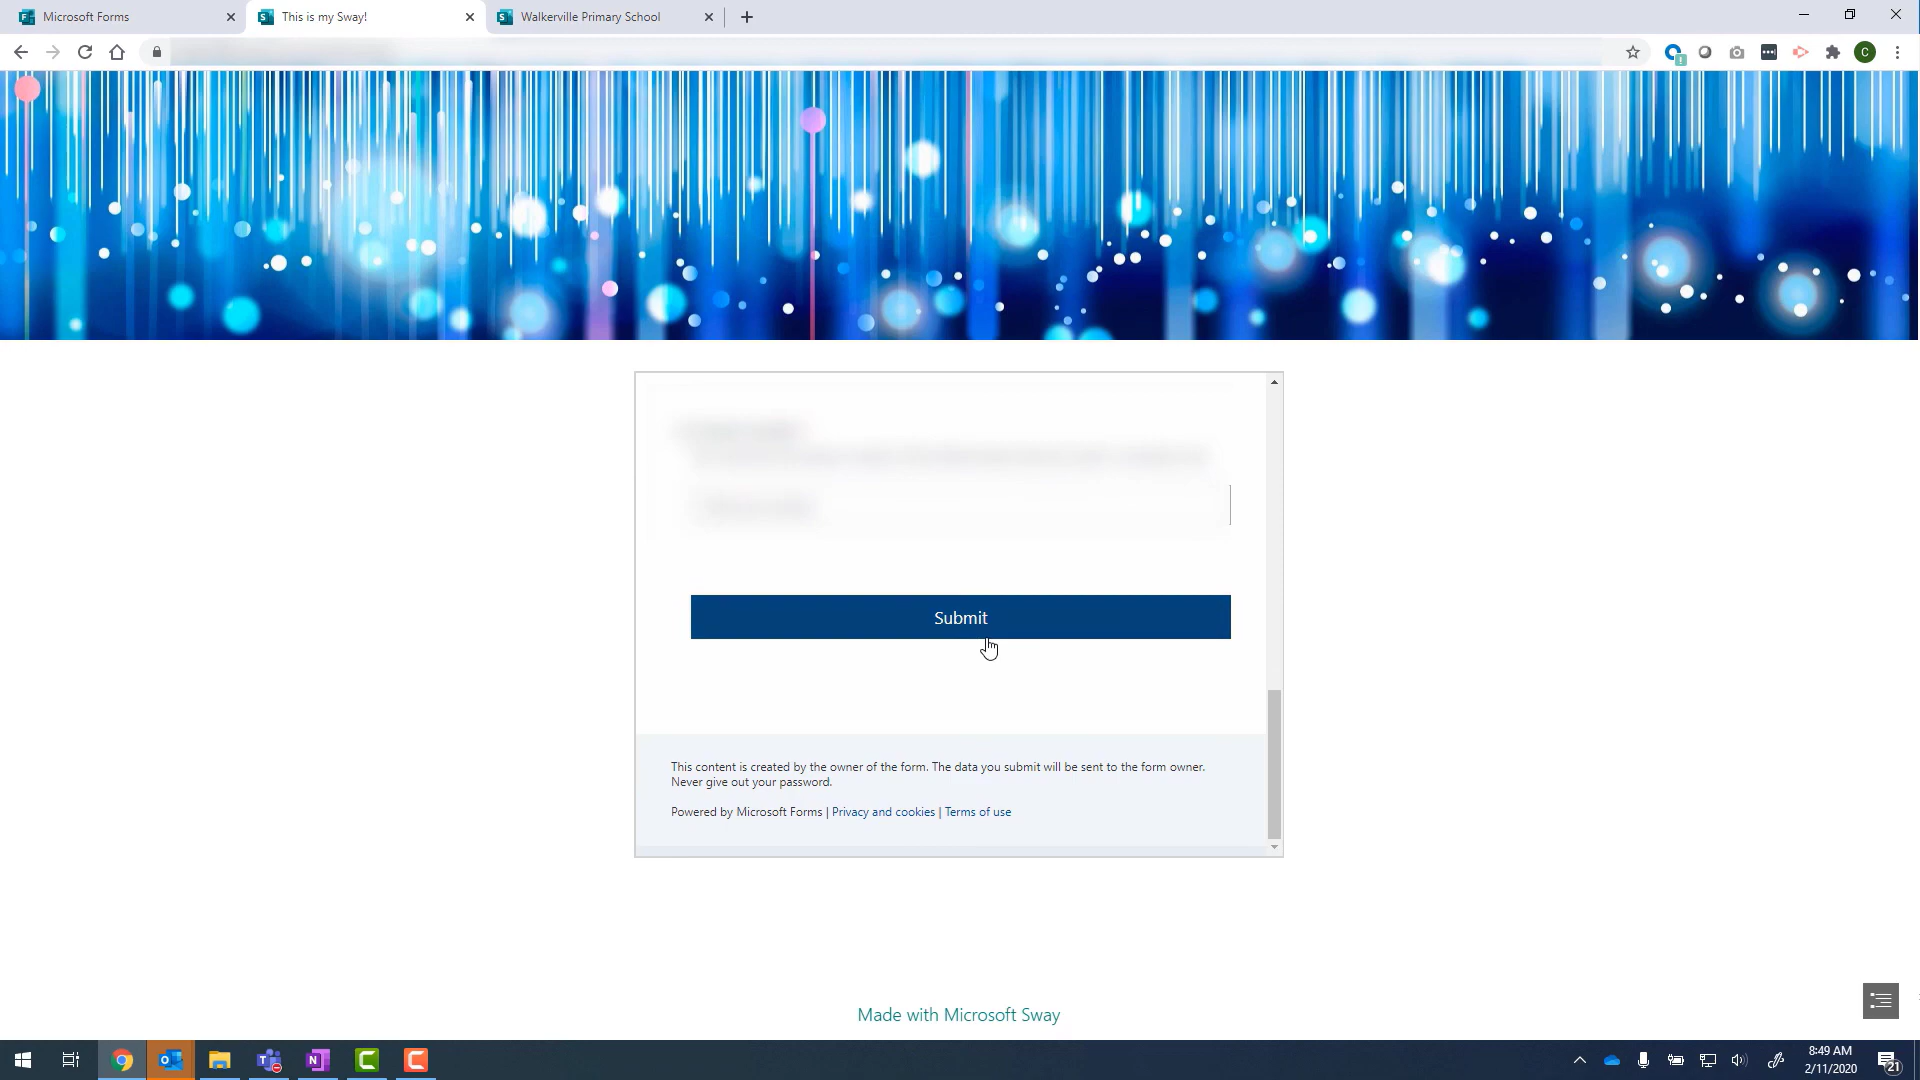 Microsoft Forms
This is my Sway!
Walkerville Primary School
C
Submit
This content is created by the owner of the form. The data you submit will be sent to the form owner.
Never give out your password.
Powered by Microsoft Forms | Privacy and cookies | Terms of use
Made with Microsoft Sway
8:49 AM
2/11/2020
21